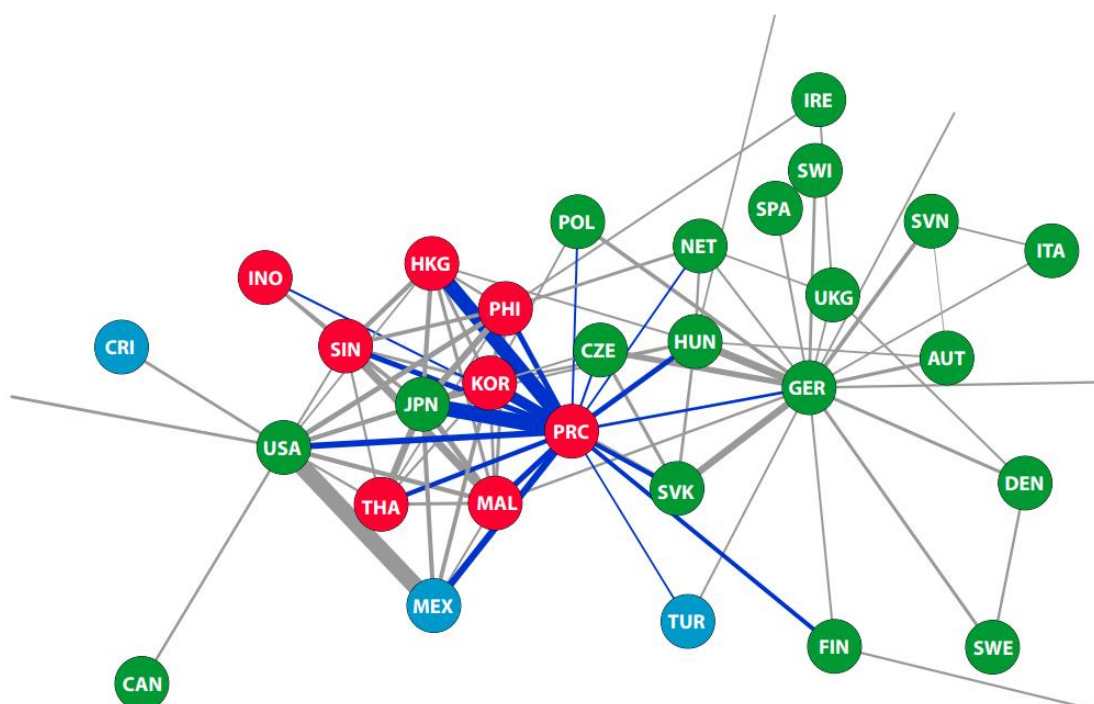 IRE
SWI
SPA
POL
SVN
NET
ITA
HKG
INO
UKG
PHI
CRI
SIN
CZE
HUN
AUT
KOR
GER
JPN
PRC
USA
DEN
SVK
THA
MAL
MEX
TUR
FIN
SWE
CAN